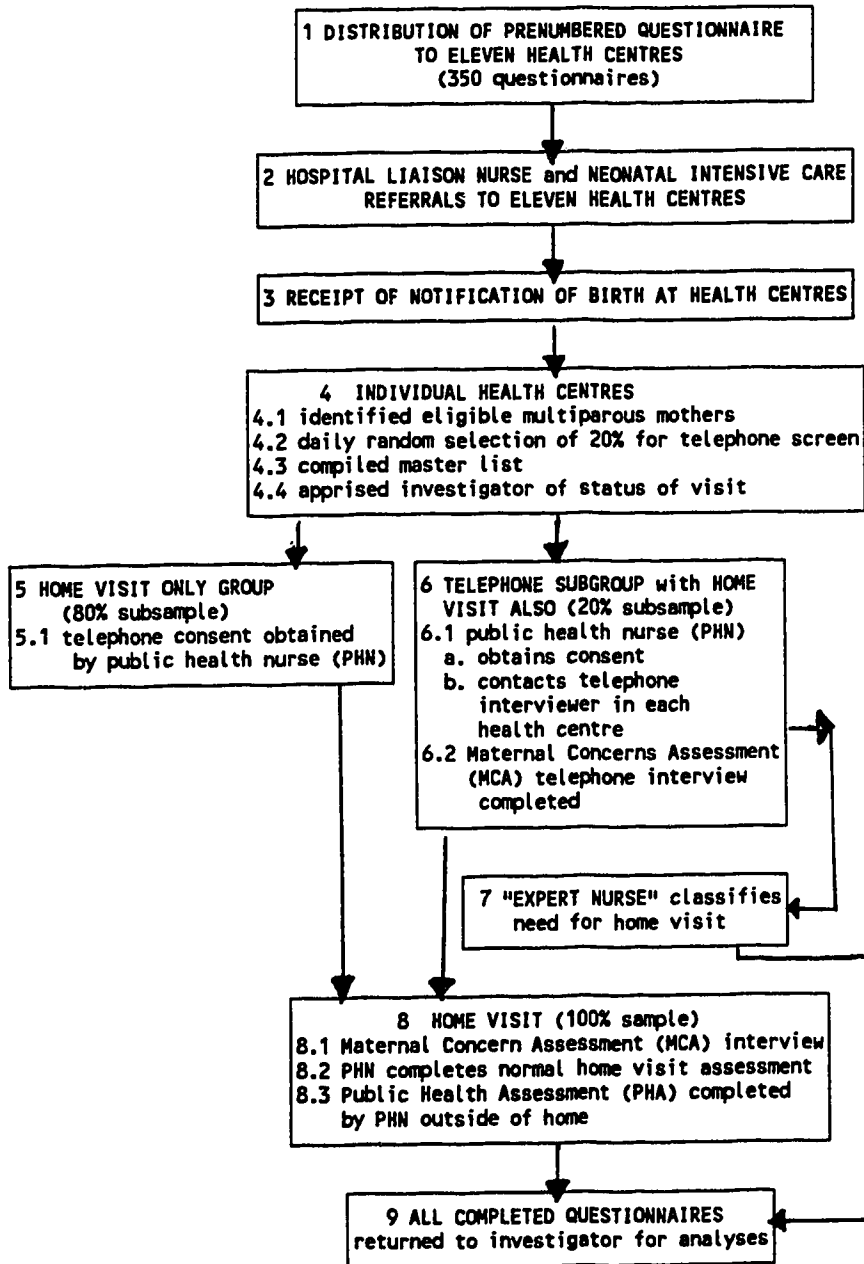 1 DISTRIBUTION OF PRENUMBERED QUESTIONNAIRE
TO ELEVEN HEALTH CENTRES
(350 questionnaires)
2 HOSPITAL LIAISON NURSE and NEONATAL INTENSIVE CARE
REFERRALS TO ELEVEN HEALTH CENTRES
3 RECEIPT OF NOTIFICATION OF BIRTH AT HEALTH CENTRES
4 INDIVIDUAL HEALTH CENTRES
4.1 identified eligible multiparous mothers
4.2 daily random selection of 20% for telephone screen
4.3 compiled master list
4.4 apprised investigator of status of visit
5 HOME VISIT ONLY GROUP
(80% subsample)
5.1 telephone consent obtained
by public health nurse (PHN)
6 TELEPHONE SUBGROUP with HOME
VISIT ALSO (20% subsample)
6.1 public health nurse (PHN)
a. obtains consent
b. contacts telephone
interviewer in each
health centre
6.2 Maternal Concerns Assessment
(MCA) telephone interview
completed
7 "EXPERT NURSE" classifies
need for home visit
8 HOME VISIT (100% sample)
8.1 Maternal Concern Assessment (MCA) interview
8.2 PHN completes normal home visit assessment
8.3 Public Health Assessment (PHA) completed
by PHN outside of home
9 ALL COMPLETED QUESTIONNAIRES
returned to investigator for analyses